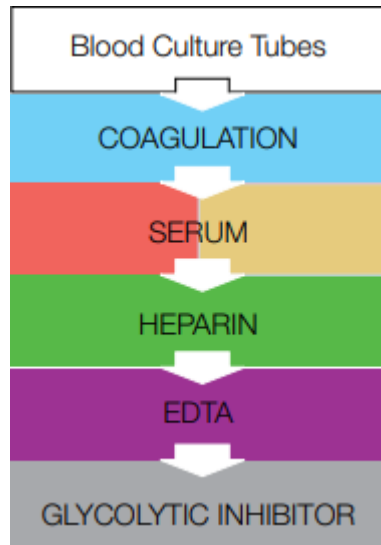 Blood Culture Tubes
COAGULATION
SERUM
HEPARIN
EDTA
GLYCOLYTIC INHIBITOR